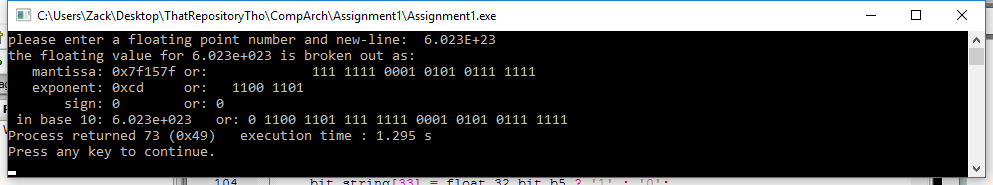 C:\Users\Zack\Desktop\ThatRepositoryTho\CompArch\Assignment1\Assignment1.exe
please enter a floating point number and new-line:  6.023E+23
the floating value for 6.023e+023 is broken out as:
   mantissa: 0x7f157f or:              111 1111 0001 0101 0111 1111
   exponent: 0xcd     or:   1100 1101
       sign: 0        or: 0
 in base 10: 6.023e+023   or: 0 1100 1101 111 1111 0001 0101 0111 1111
Process returned 73 (0x49)   execution time : 1.295 s
Press any key to continue.
104     bit_string[33] = float_32.bit.b5 ? '1' : '0';